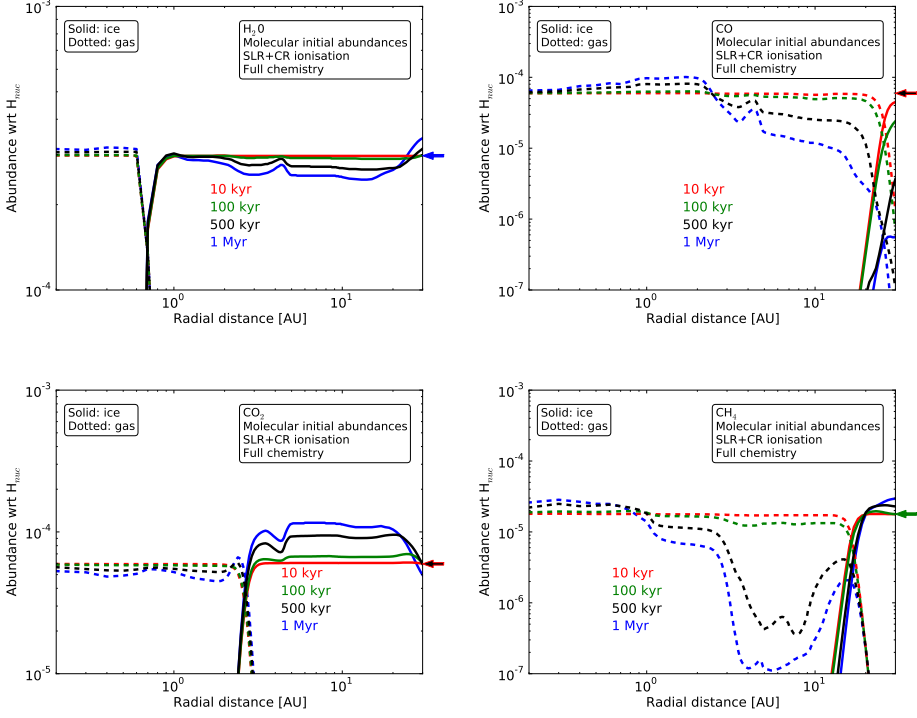 10⁻³
10⁻⁴
Abundance wrt H_nuc
Solid: ice
Dotted: gas
H₂0
Molecular initial abundances
SLR+CR ionisation
Full chemistry
10 kyr
100 kyr
500 kyr
1 Myr
10⁰
10¹
Radial distance [AU]
10⁻³
10⁻⁴
10⁻⁵
10⁻⁶
10⁻⁷
Abundance wrt H_nuc
Solid: ice
Dotted: gas
CO
Molecular initial abundances
SLR+CR ionisation
Full chemistry
10 kyr
100 kyr
500 kyr
1 Myr
10⁰
10¹
Radial distance [AU]
10⁻³
10⁻⁴
10⁻⁵
Abundance wrt H_nuc
Solid: ice
Dotted: gas
CO₂
Molecular initial abundances
SLR+CR ionisation
Full chemistry
10 kyr
100 kyr
500 kyr
1 Myr
10⁰
10¹
Radial distance [AU]
10⁻³
10⁻⁴
10⁻⁵
10⁻⁶
10⁻⁷
Abundance wrt H_nuc
Solid: ice
Dotted: gas
CH₄
Molecular initial abundances
SLR+CR ionisation
Full chemistry
10 kyr
100 kyr
500 kyr
1 Myr
10⁰
10¹
Radial distance [AU]